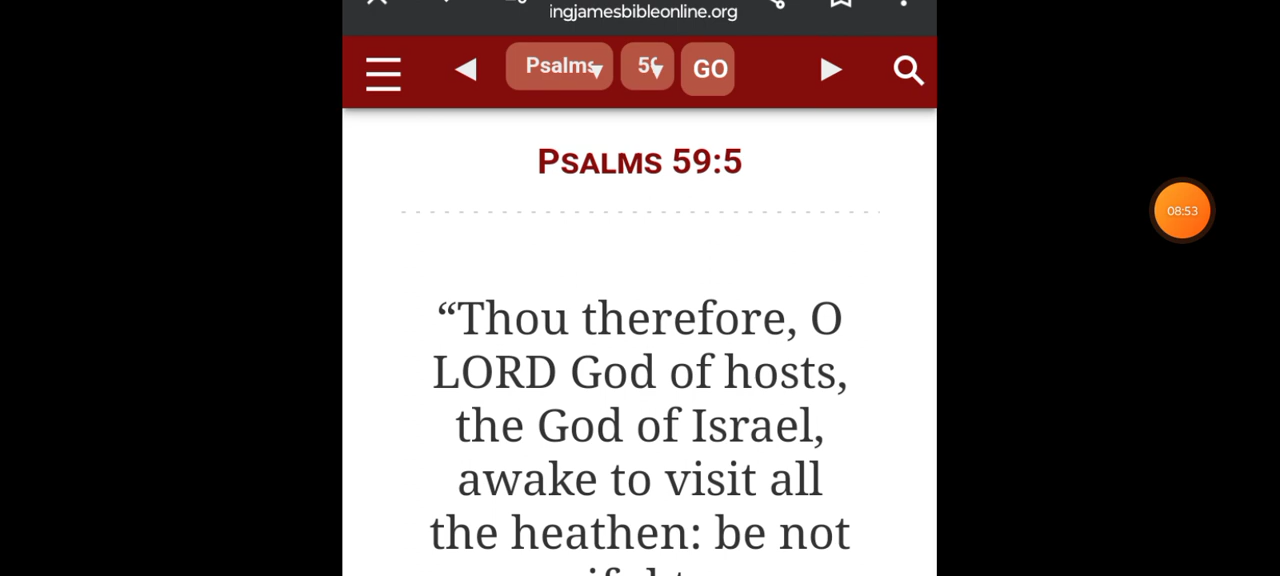 ingjamesbibleonline.org
Psalms
GO
PSALMS 59:5
08:53
“Thou therefore, O
LORD God of hosts,
the God of Israel,
awake to visit all
the heathen: be not